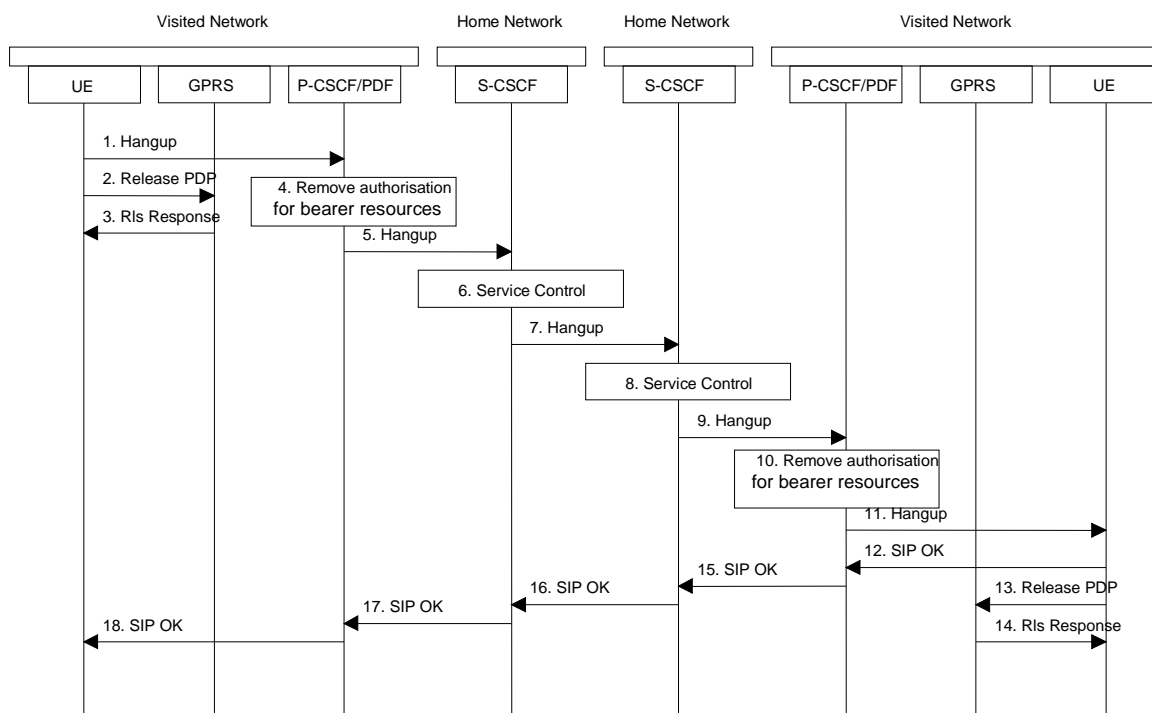 Visited Network
Home Network
Home Network
Visited Network
UE
GPRS
P-CSCF/PDF
S-CSCF
S-CSCF
P-CSCF/PDF
GPRS
UE
1. Hangup
2. Release PDP
3. Rls Response
4. Remove authorisation
for bearer resources
5. Hangup
6. Service Control
7. Hangup
8. Service Control
9. Hangup
10. Remove authorisation
for bearer resources
11. Hangup
12. SIP OK
15. SIP OK
13. Release PDP
16. SIP OK
17. SIP OK
14. Rls Response
18. SIP OK